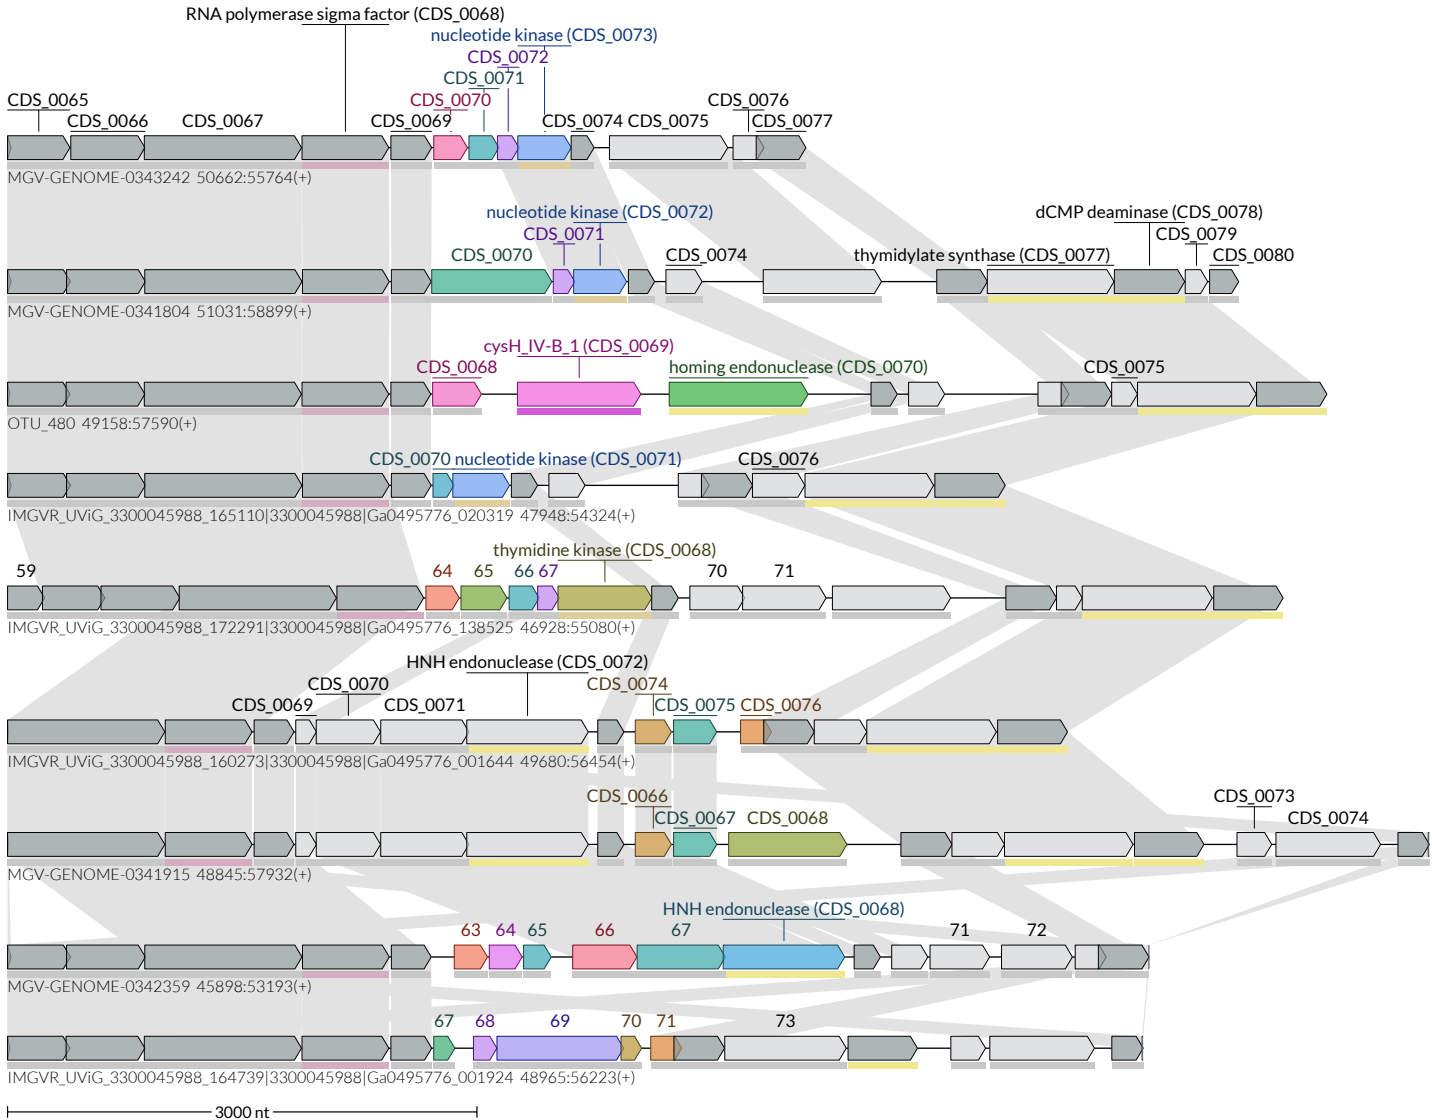 RNA polymerase sigma factor (CDS_0068)
nucleotide kinase (CDS_0073)
CDS_0072
CDS_0071
CDS_0065 CDS_0070 CDS_0076
CDS_0066 CDS_0067 CDS_0069 CDS_0074 CDS_0075 CDS_0077
MGV-GENOME-0343242 50662:55764(+)
nucleotide kinase (CDS_0072) dCMP deaminase (CDS_0078)
CDS_0071 CDS_0079
CDS_0070 CDS_0074 thymidylate synthase (CDS_0077) CDS_0080
MGV-GENOME-0341804 51031:58899(+)
cysH_IV-B_1 (CDS_0069)
CDS_0068 homing endonuclease (CDS_0070) CDS_0075
OTU_480 49158:57590(+)
CDS_0070 nucleotide kinase (CDS_0071) CDS_0076
IMGVR_UViG_3300045988_165110|3300045988|Ga0495776_020319 47948:54324(+)
thymidine kinase (CDS_0068)
59 64 65 66 67 70 71
IMGVR_UViG_3300045988_172291|3300045988|Ga0495776_138525 46928:55080(+)
HNH endonuclease (CDS_0072)
CDS_0070 CDS_0074
CDS_0069 CDS_0071 CDS_0075 CDS_0076
IMGVR_UViG_3300045988_160273|3300045988|Ga0495776_001644 49680:56454(+)
CDS_0066 CDS_0073
CDS_0067 CDS_0068 CDS_0074
MGV-GENOME-0341915 48845:57932(+)
HNH endonuclease (CDS_0068)
63 64 65 66 67 71 72
MGV-GENOME-0342359 45898:53193(+)
67 68 69 70 71 73
IMGVR_UViG_3300045988_164739|3300045988|Ga0495776_001924 48965:56223(+)
3000 nt